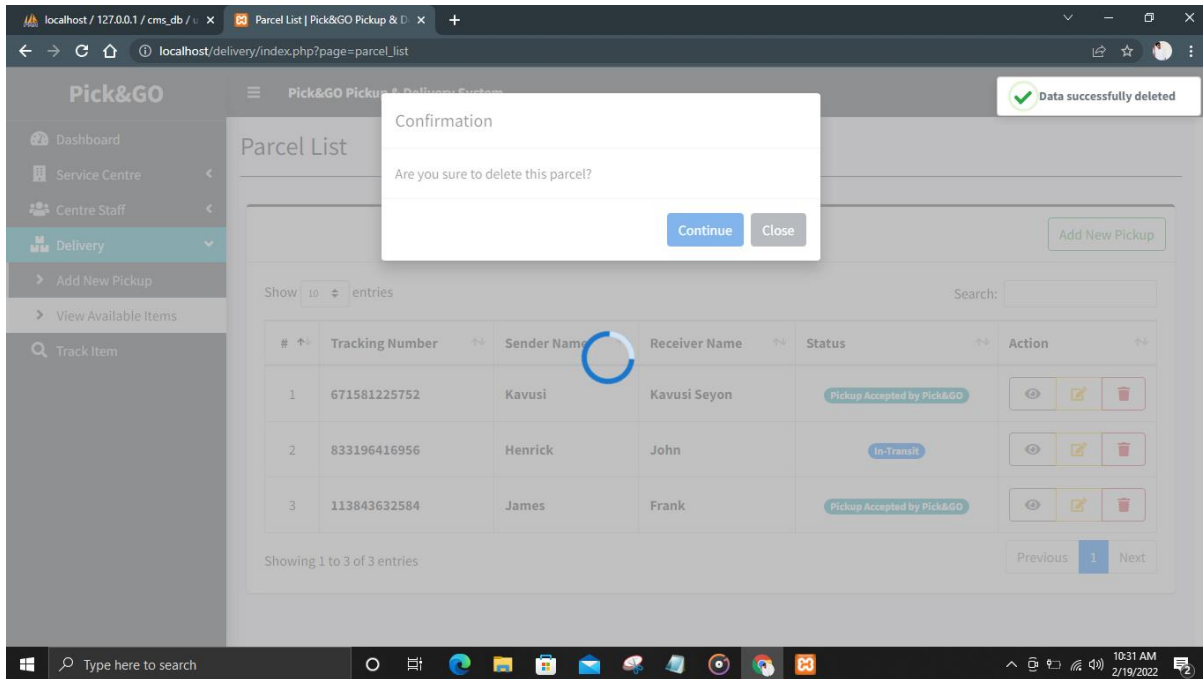 localhost / 127.0.0.1 / cms_db / u
Parcel List | Pick&GO Pickup & D
localhost/delivery/index.php?page=parcel_list
Pick&GO
Pick&GO Pickup & Delivery System
Data successfully deleted
Confirmation
Are you sure to delete this parcel?
Continue Close
Dashboard
Service Centre
Centre Staff
Delivery
Add New Pickup
View Available Items
Track Item
Parcel List
Add New Pickup
Show 10 entries Search:
# Tracking Number Sender Name Receiver Name Status Action
1 671581225752 Kavusi Kavusi Seyon Pickup Accepted by Pick&GO
2 833196416956 Henrick John In-Transit
3 113843632584 James Frank Pickup Accepted by Pick&GO
Showing 1 to 3 of 3 entries Previous 1 Next
Type here to search
10:31 AM
2/19/2022
2